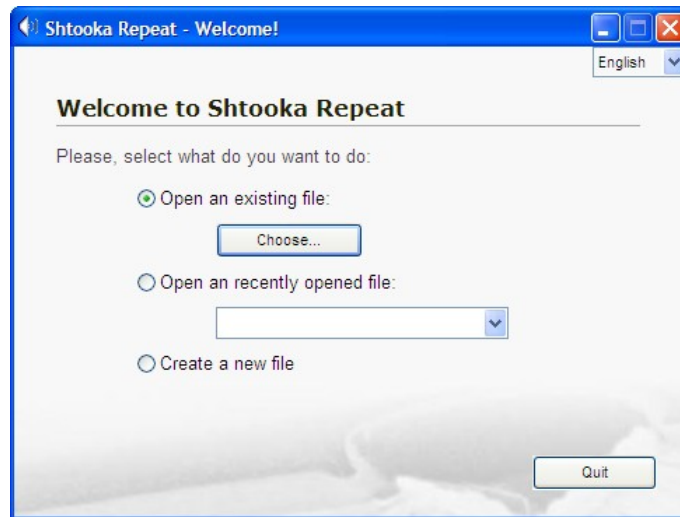 Shtooka Repeat - Welcome!
English
Welcome to Shtooka Repeat
Please, select what do you want to do:
Open an existing file:
Choose...
Open an recently opened file:
Create a new file
Quit